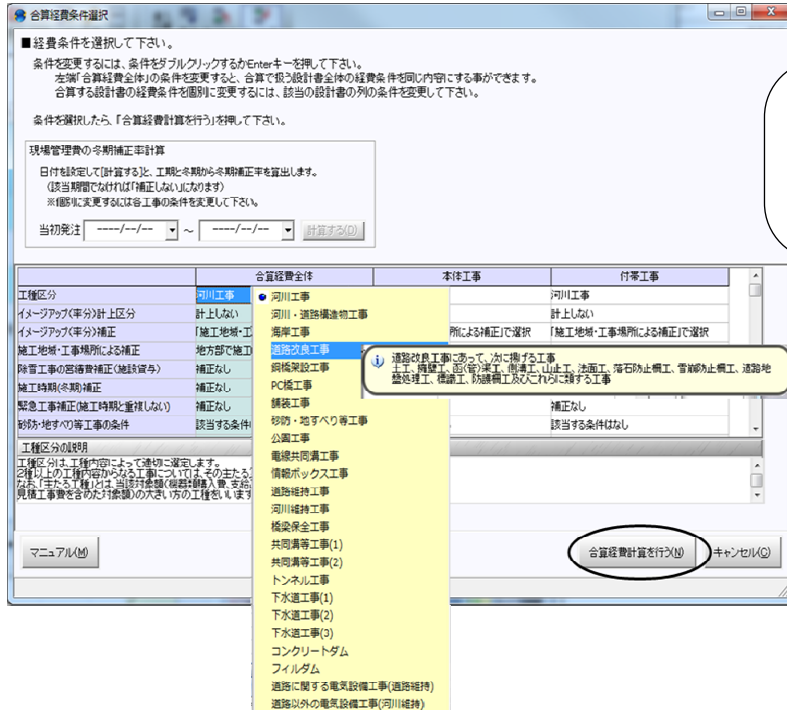 合算経費条件選択
■経費条件を選択して下さい。
条件を変更するには、条件をダブルクリックするかEnterキーを押して下さい。
左端「合算経費全体」の条件を変更すると、合算で扱う設計書全体の経費条件を同じ内容にする事ができます。
合算する設計書の経費条件を個別に変更するには、該当の設計書の列の条件を変更して下さい。
条件を選択したら、「合算経費計算を行う」を押して下さい。
現場管理費の冬期補正率計算
日付を設定して[計算する]と、工期と冬期から冬期補正率を算出します。
(該当期間でなければ「補正しない」になります)
※個別に変更するには各工事の条件を変更して下さい。
当初発注 ----/--/-- ～ ----/--/-- 計算する(D)
合算経費全体 本体工事 付帯工事
工種区分 河川工事 河川工事
イメージアップ(率分)計上区分 計上しない 計上しない
イメージアップ(率分)補正 「施工地域・工 所による補正」で選択 「施工地域・工事場所による補正」で選択
施工地域・工事場所による補正 地方部で施工
除雪工事の宮繕費補正(施設貸与) 補正なし
施工時期(冬期)補正 補正なし
緊急工事補正(施工時期と重複しない) 補正なし 補正なし
砂防・地すべり等工事の条件 該当する条件 該当する条件はなし
河川工事
河川・道路構造物工事
海岸工事
道路改良工事
鋼橋架設工事
PC橋工事
舗装工事
砂防・地すべり等工事
公園工事
電線共同溝工事
情報ボックス工事
道路維持工事
河川維持工事
橋梁保全工事
共同溝等工事(1)
共同溝等工事(2)
トンネル工事
下水道工事(1)
下水道工事(2)
下水道工事(3)
コンクリートダム
フィルダム
道路に関する電気設備工事(道路維持)
道路以外の電気設備工事(河川維持)
道路改良工事にあって、次に掲げる工事
土工、擁壁工、函(管)渠工、側溝工、山止工、法面工、落石防止柵工、雪崩防止柵工、道路地
盤処理工、標識工、防護柵工及びこれらに類する工事
工種区分の説明
工種区分は、工種内容によって適切に選定します。
2種以上の工種内容からなる工事については、その主たる
なお、「主たる工種」とは、当該対象額(機器類購入費、支給
見積工事費を含めた対象額)の大きい方の工種をいいます
マニュアル(M) 合算経費計算を行う(N) キャンセル(C)